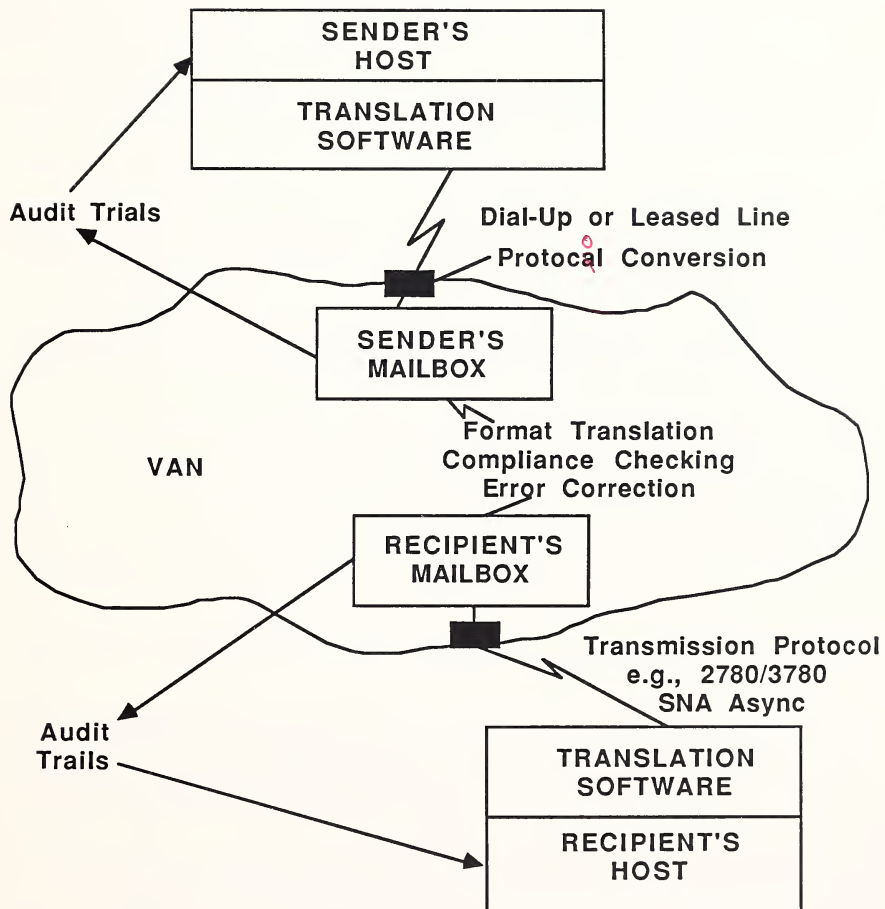 SENDER'S
HOST
TRANSLATION
SOFTWARE
Audit Trials
Dial-Up or Leased Line
Protocal Conversion
o
SENDER'S
MAILBOX
Format Translation
Compliance Checking
Error Correction
VAN
RECIPIENT'S
MAILBOX
Transmission Protocol
e.g., 2780/3780
SNA Async
Audit
Trails
TRANSLATION
SOFTWARE
RECIPIENT'S
HOST